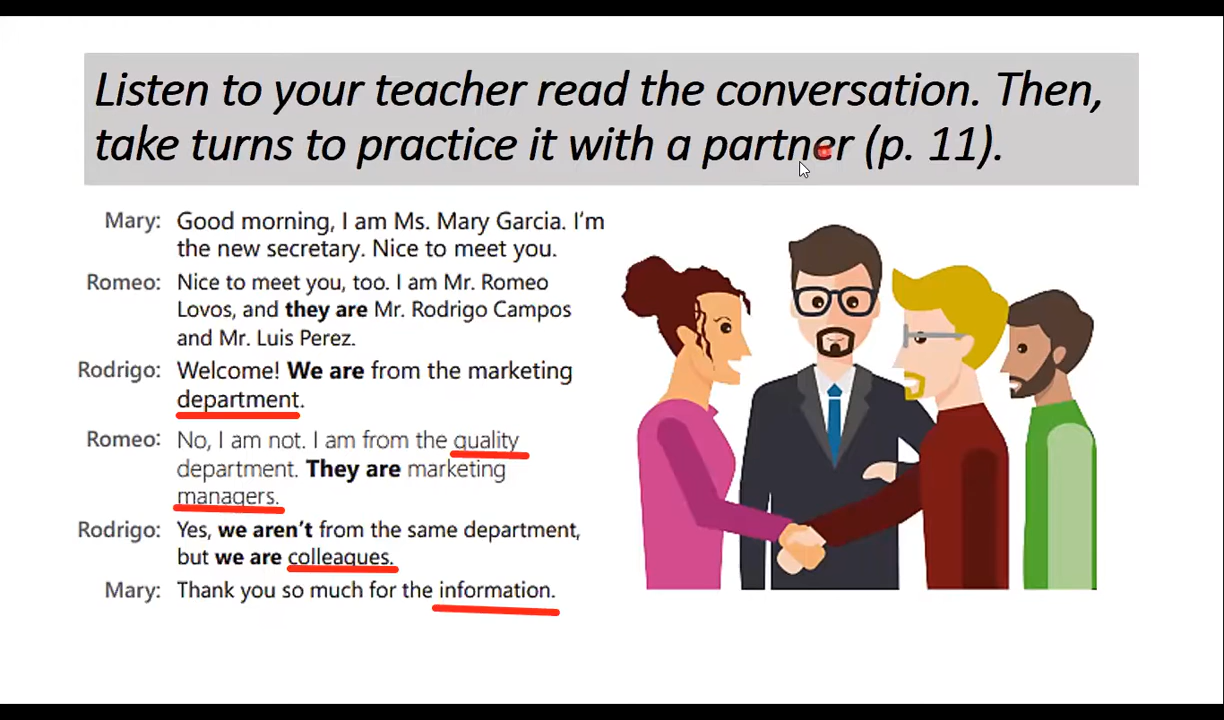 Listen to your teacher read the conversation. Then,
take turns to practice it with a partner (p. 11).
Mary: Good morning, I am Ms. Mary Garcia. I'm
the new secretary. Nice to meet you.
Romeo: Nice to meet you, too. I am Mr. Romeo
Lovos, and they are Mr. Rodrigo Campos
and Mr. Luis Perez.
Rodrigo: Welcome! We are from the marketing
department.
Romeo: No, I am not. I am from the quality
department. They are marketing
managers.
Rodrigo: Yes, we aren't from the same department,
but we are colleagues.
Mary: Thank you so much for the information.